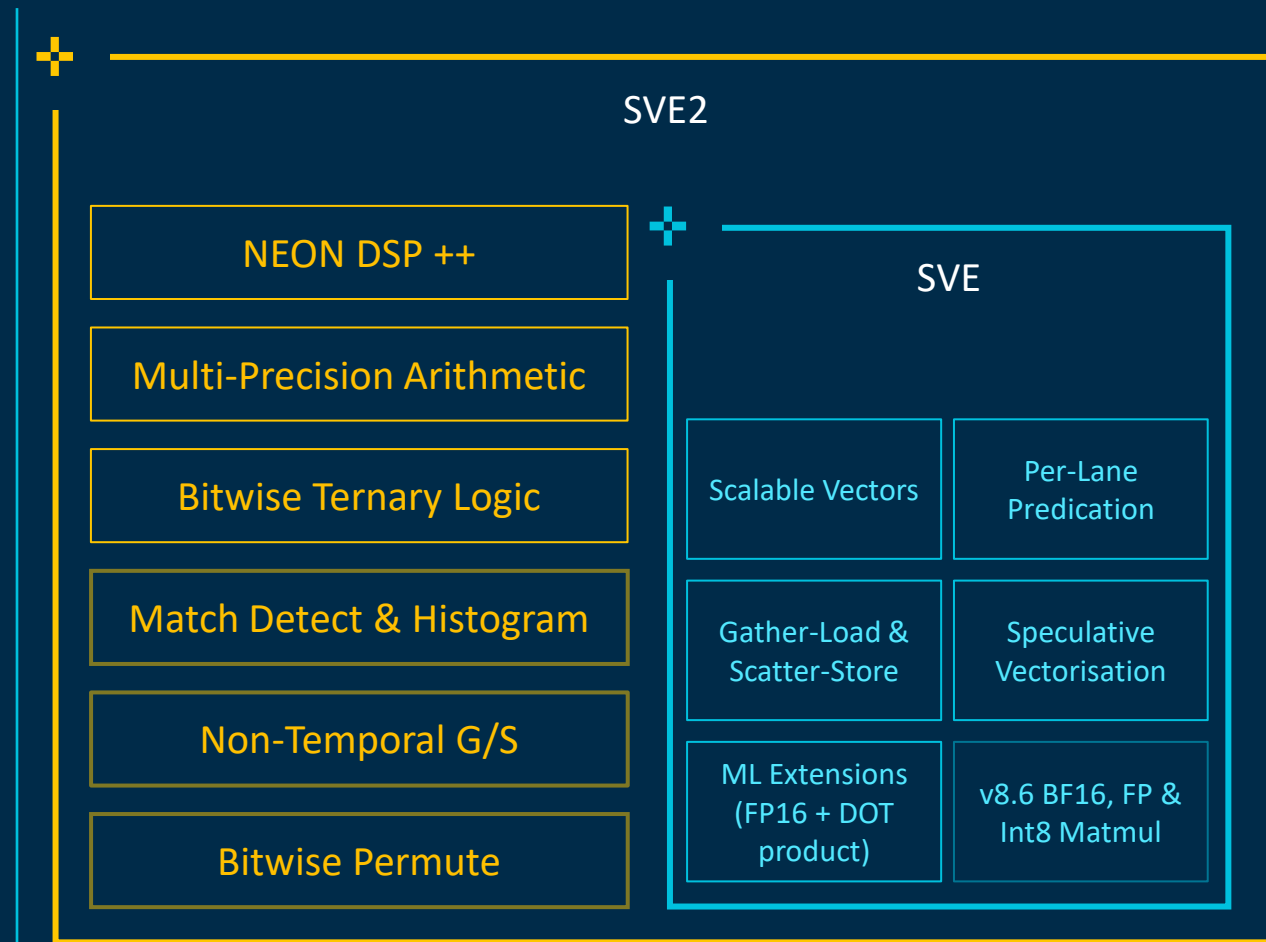 SVE2
NEON DSP ++
Multi-Precision Arithmetic
Bitwise Ternary Logic
Match Detect & Histogram
Non-Temporal G/S
Bitwise Permute
SVE
Scalable Vectors
Per-Lane
Predication
Gather-Load &
Scatter-Store
Speculative
Vectorisation
ML Extensions
(FP16 + DOT
product)
v8.6 BF16, FP &
Int8 Matmul